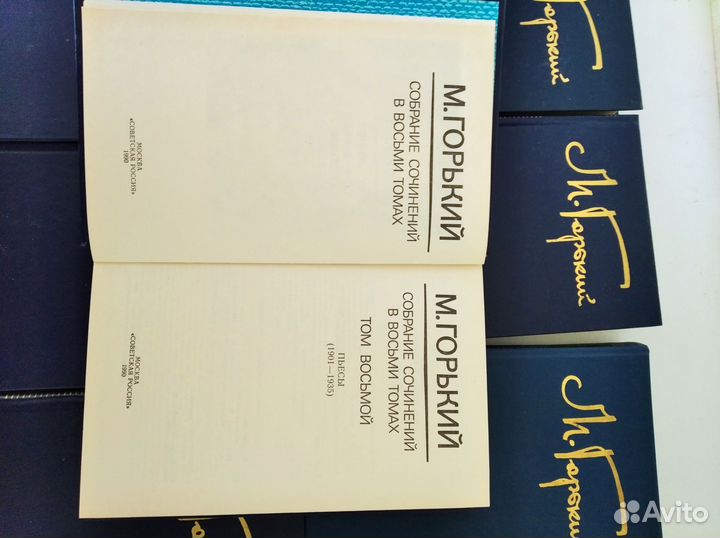 М.ГОРЬКИЙ
СОБРАНИЕ СОЧИНЕНИЙ
В ВОСЬМИ ТОМАХ
МОСКВА
«СОВЕТСКАЯ РОССИЯ»
1990
М.ГОРЬКИЙ
СОБРАНИЕ СОЧИНЕНИЙ
В ВОСЬМИ ТОМАХ
ТОМ ВОСЬМОЙ
ПЬЕСЫ
(1901—1935)
МОСКВА
«СОВЕТСКАЯ РОССИЯ»
1990
Горький
М. Горький
М. Горький
Avito